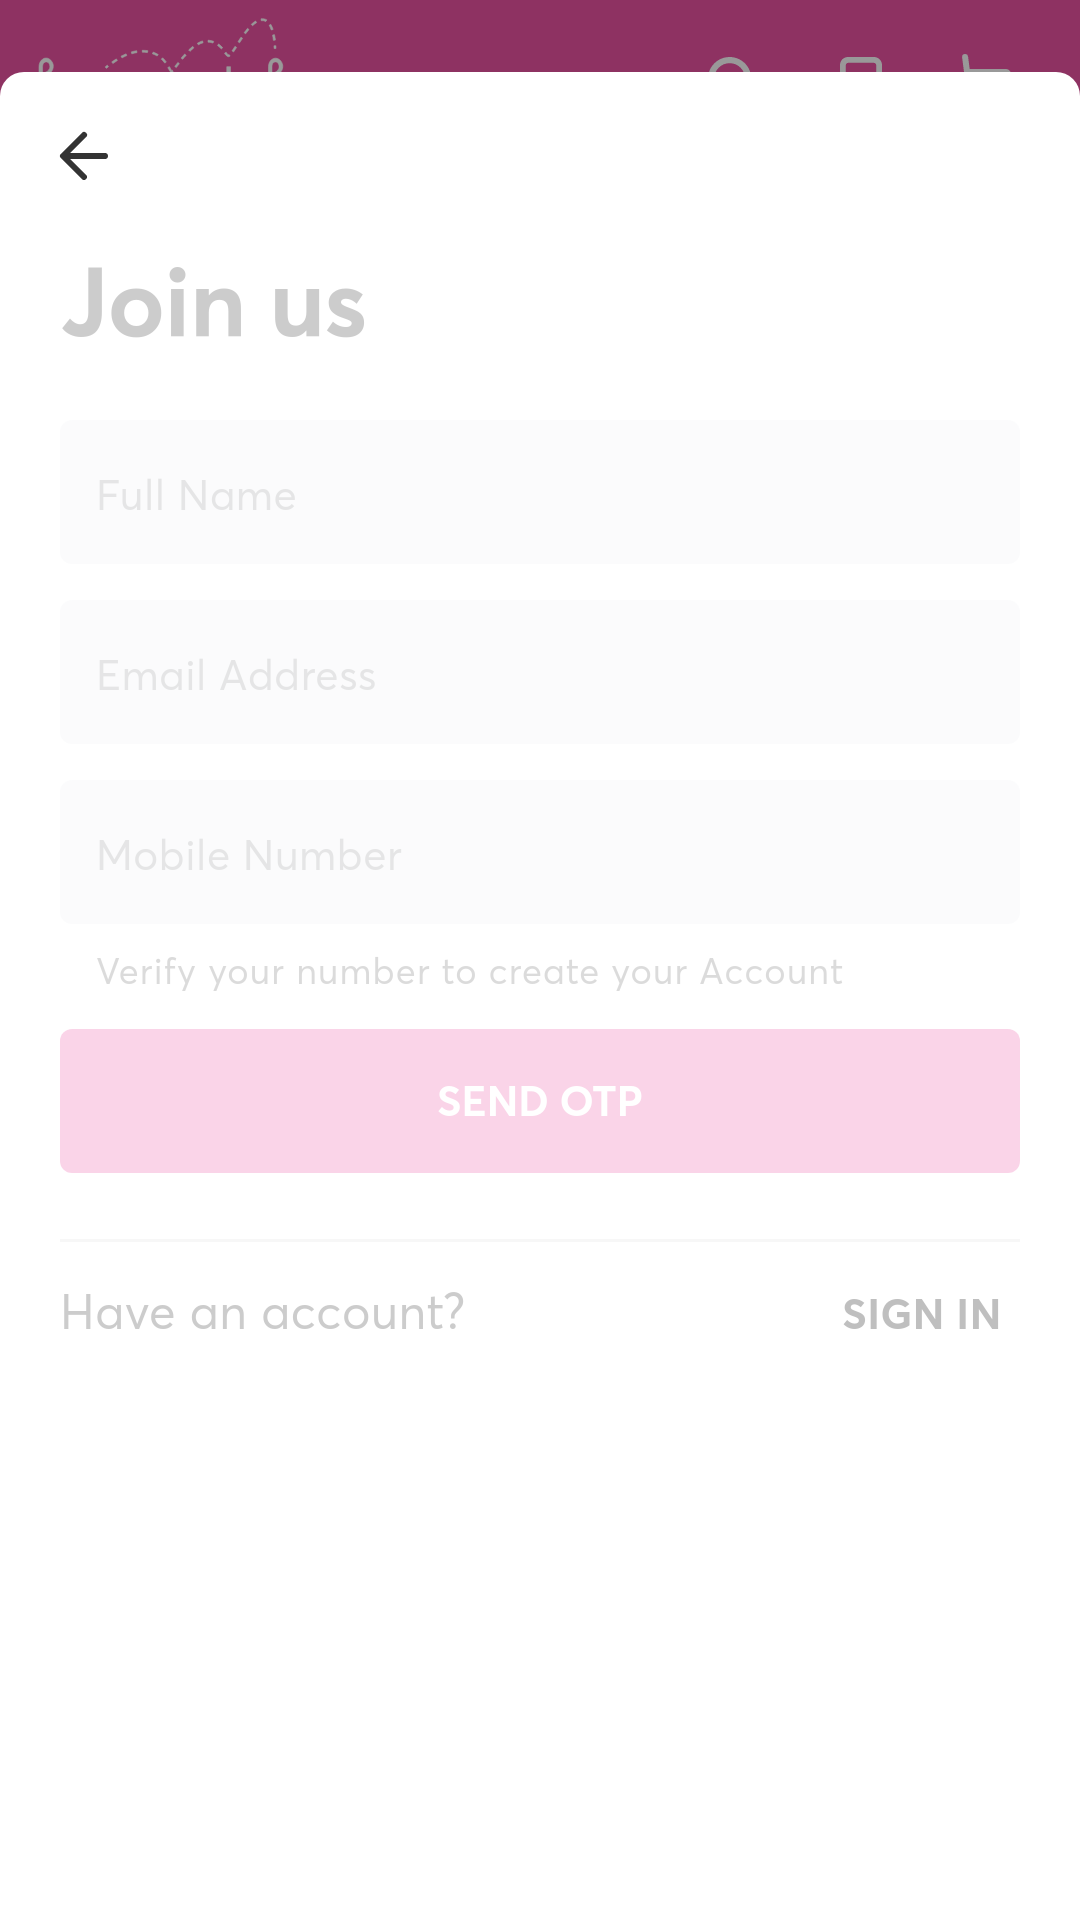 Join us
Full Name
Email Address
Mobile Number
Verify your number to create your Account
SEND OTP
Have an account?
SIGN IN